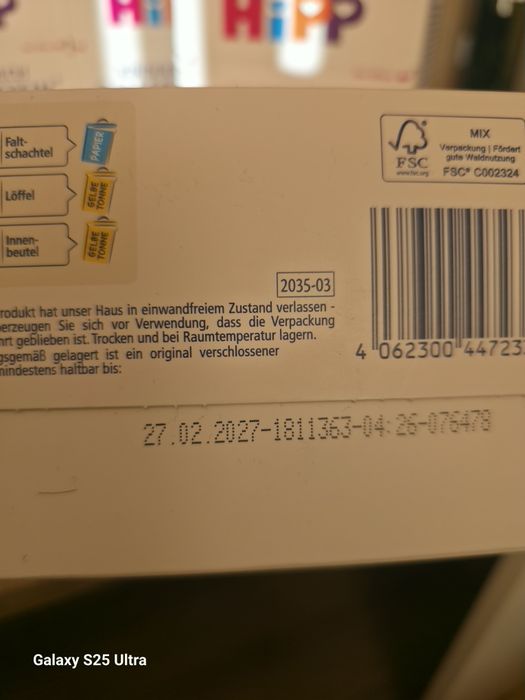 HiPP
Falt-
schachtel
PAPIER
Löffel
GELBE
TONNE
Innen-
beutel
GELBE
TONNE
FSC
www.fsc.org
MIX
Verpackung | Fördert
gute Waldnutzung
FSC® C002324
2035-03
rodukt hat unser Haus in einwandfreiem Zustand verlassen -
erzeugen Sie sich vor Verwendung, dass die Verpackung
hrt geblieben ist. Trocken und bei Raumtemperatur lagern.
gsgemäß gelagert ist ein original verschlossener
mindestens haltbar bis:
4 062300 44723
27.02.2027-1811363-04:26-076478
Galaxy S25 Ultra